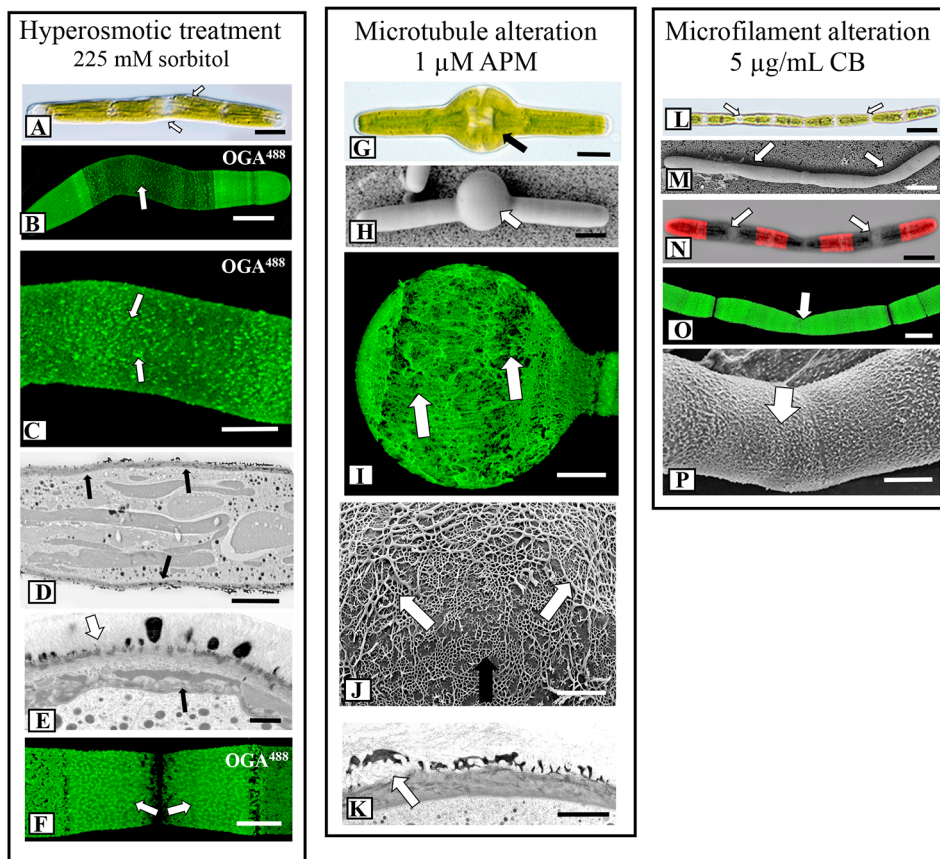 Hyperosmotic treatment
225 mM sorbitol
A
OGA⁴⁸⁸
B
OGA⁴⁸⁸
C
D
E
OGA⁴⁸⁸
F
Microtubule alteration
1 µM APM
G
H
I
J
K
Microfilament alteration
5 µg/mL CB
L
M
N
O
P